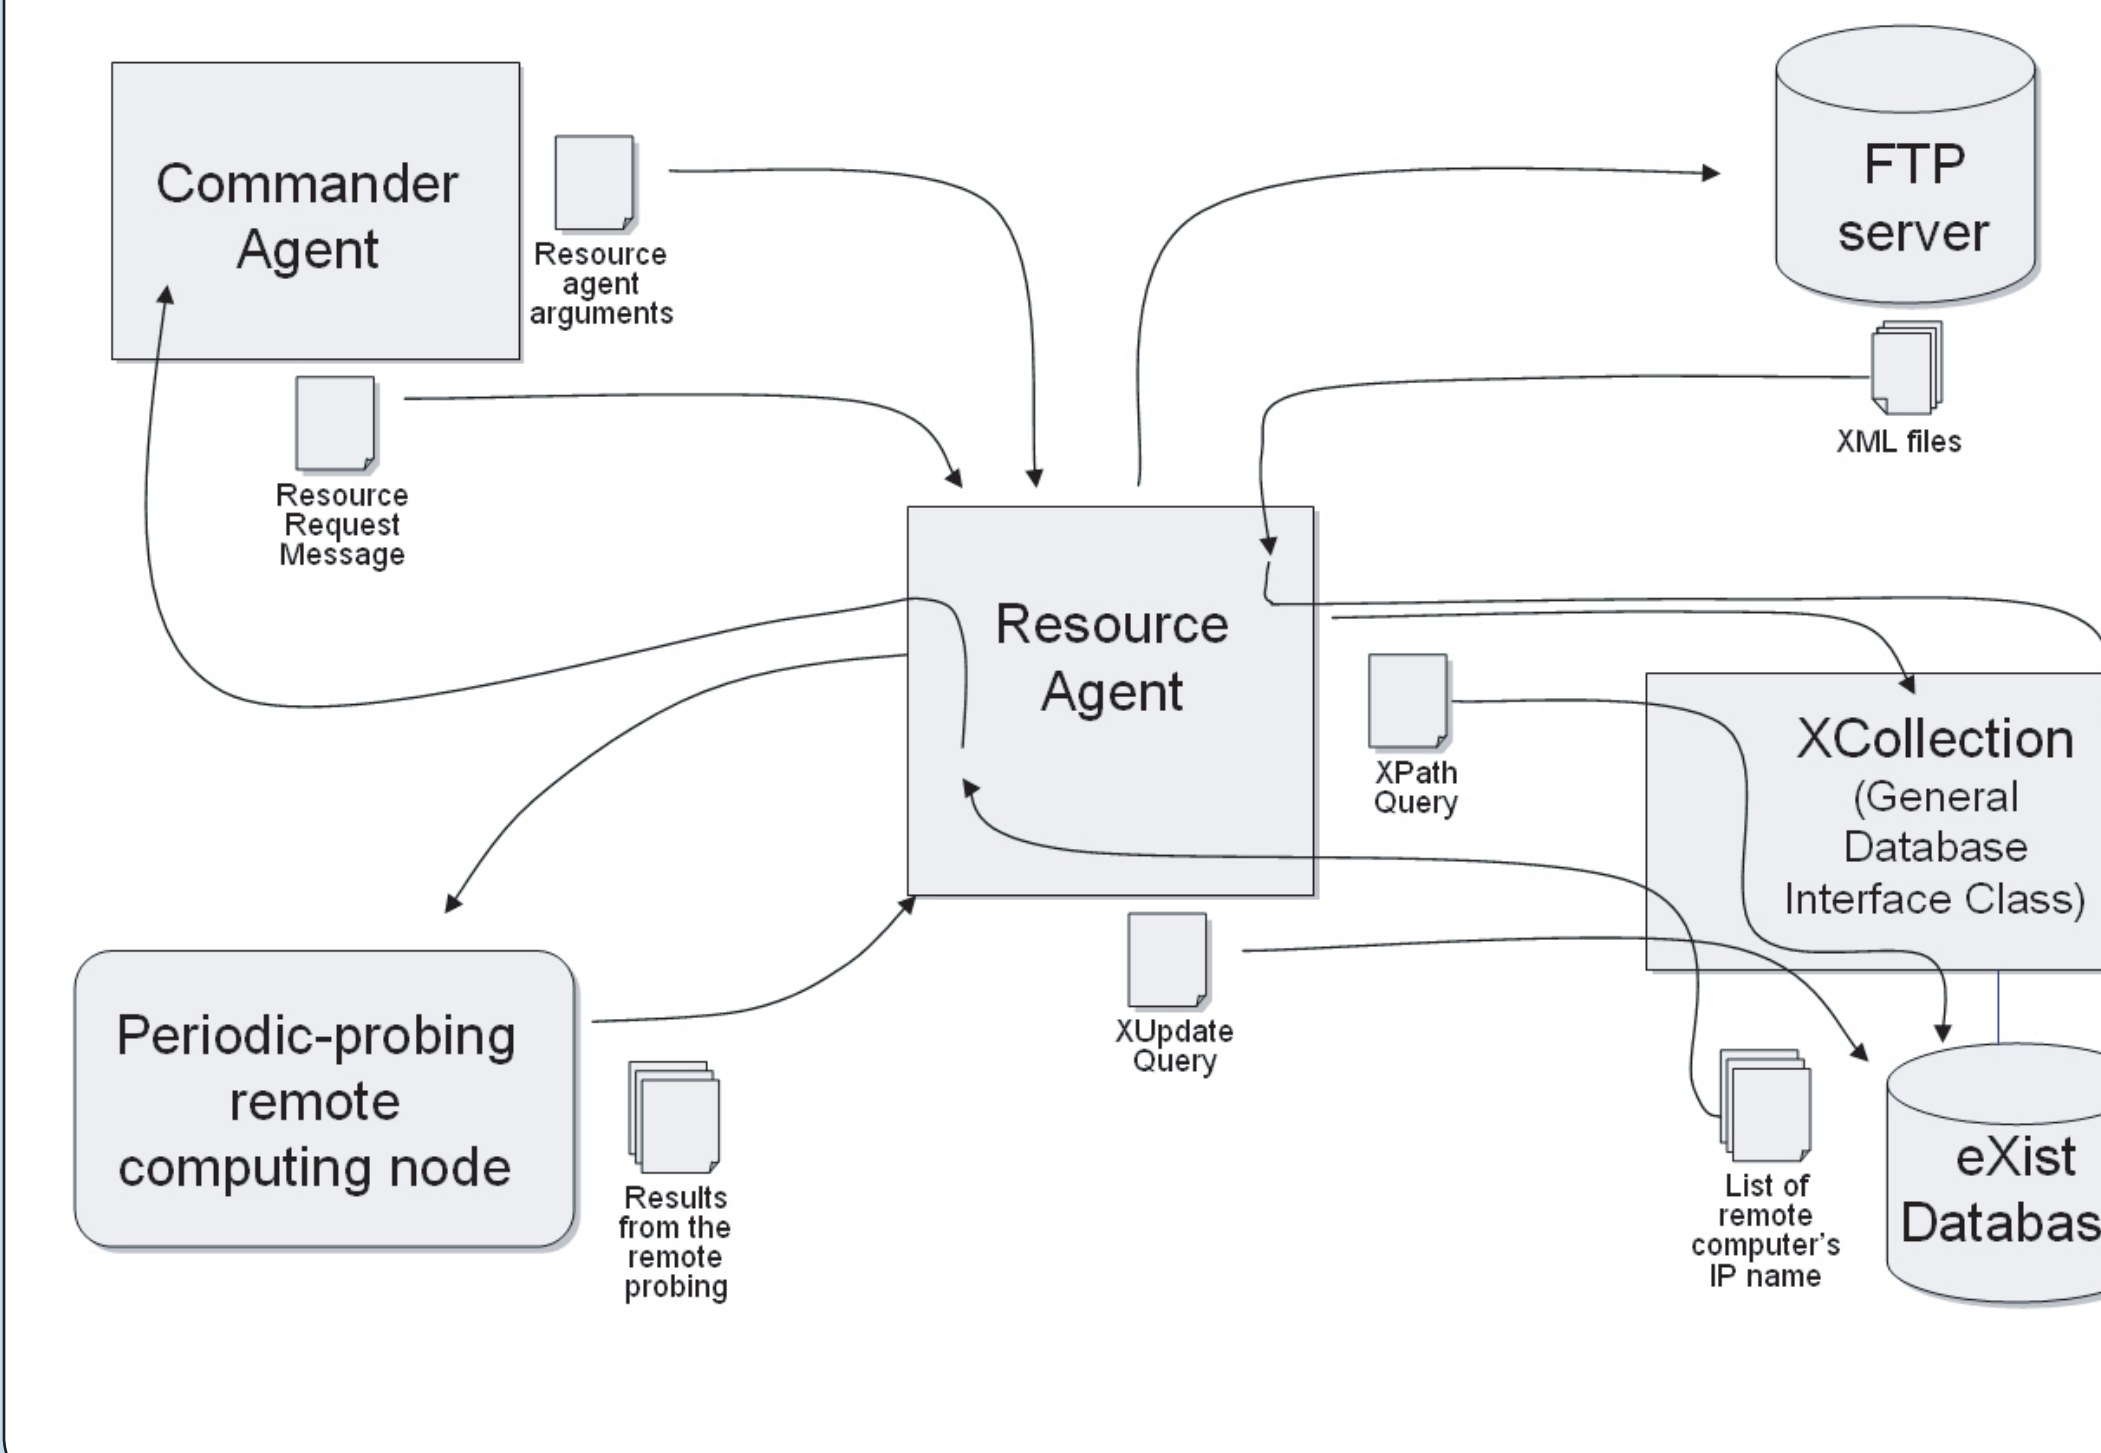 Commander
Agent
Resource
agent
arguments
FTP
server
XML files
Resource
Request
Message
Resource
Agent
XPath
Query
XCollection
(General
Database
Interface Class)
XUpdate
Query
Periodic-probing
remote
computing node
Results
from the
remote
probing
List of
remote
computer's
IP name
eXist
Databas